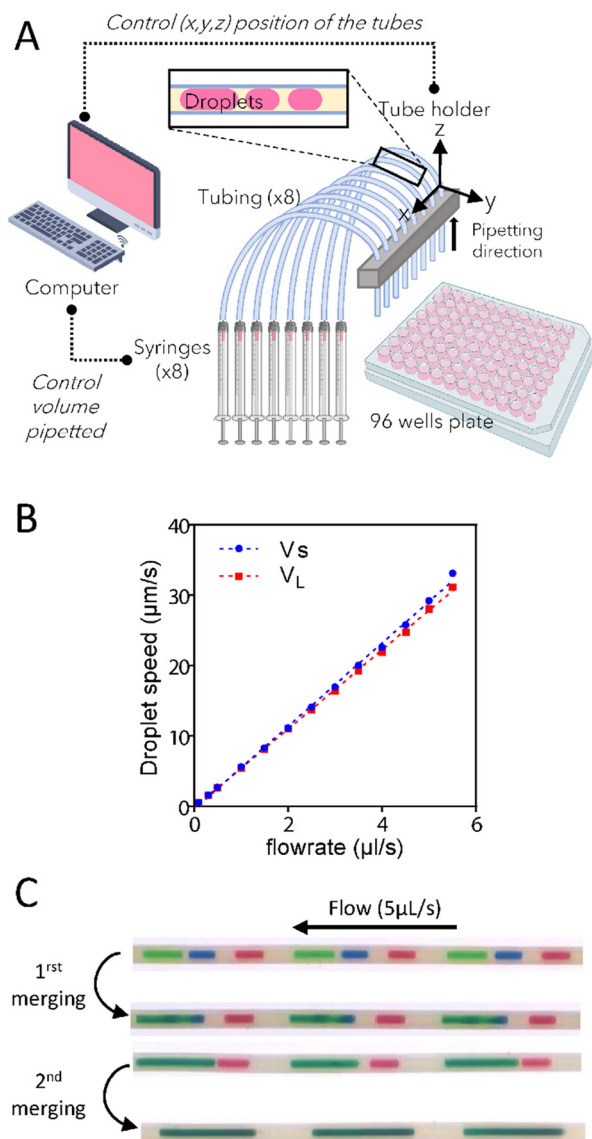 A
Control (x,y,z) position of the tubes
Droplets
Tube holder
z
x
y
Tubing (x8)
Pipetting
direction
Computer
Syringes
(x8)
Control
volume
pipetted
96 wells plate
B
40
30
20
10
0
Vs
VL
Droplet speed (μm/s)
0
2
4
6
flowrate (μl/s)
C
Flow (5μL/s)
1rst
merging
2nd
merging